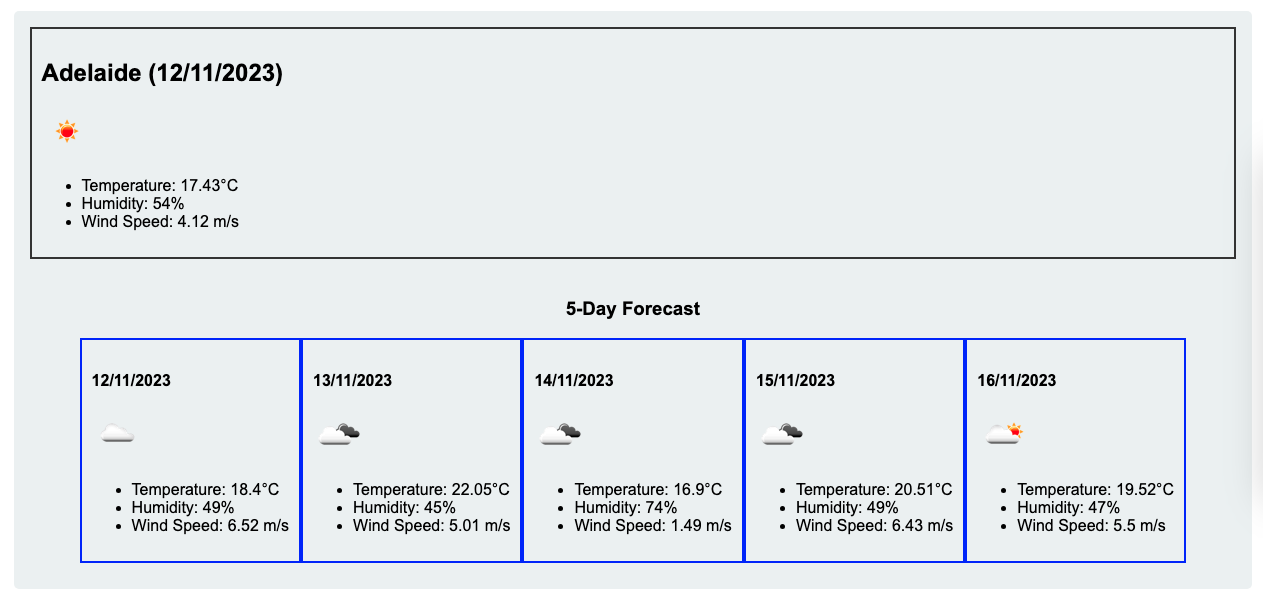 Adelaide (12/11/2023)
Temperature: 17.43°C
Humidity: 54%
Wind Speed: 4.12 m/s
5-Day Forecast
12/11/2023
Temperature: 18.4°C
Humidity: 49%
Wind Speed: 6.52 m/s
13/11/2023
Temperature: 22.05°C
Humidity: 45%
Wind Speed: 5.01 m/s
14/11/2023
Temperature: 16.9°C
Humidity: 74%
Wind Speed: 1.49 m/s
15/11/2023
Temperature: 20.51°C
Humidity: 49%
Wind Speed: 6.43 m/s
16/11/2023
Temperature: 19.52°C
Humidity: 47%
Wind Speed: 5.5 m/s